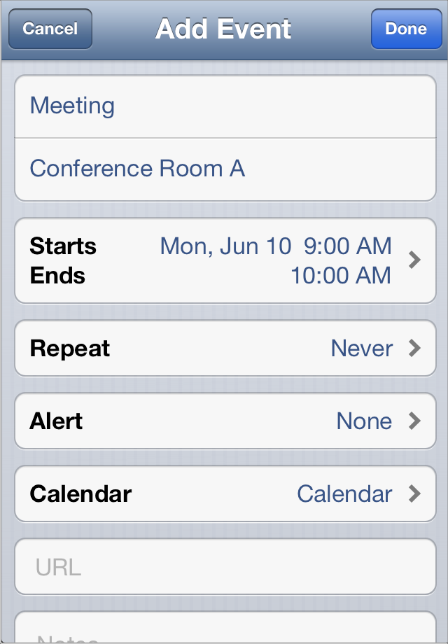 Cancel Add Event Done
Meeting
Conference Room A
Starts Mon, Jun 10 9:00 AM
Ends 10:00 AM
Repeat Never
Alert None
Calendar Calendar
URL
Notes